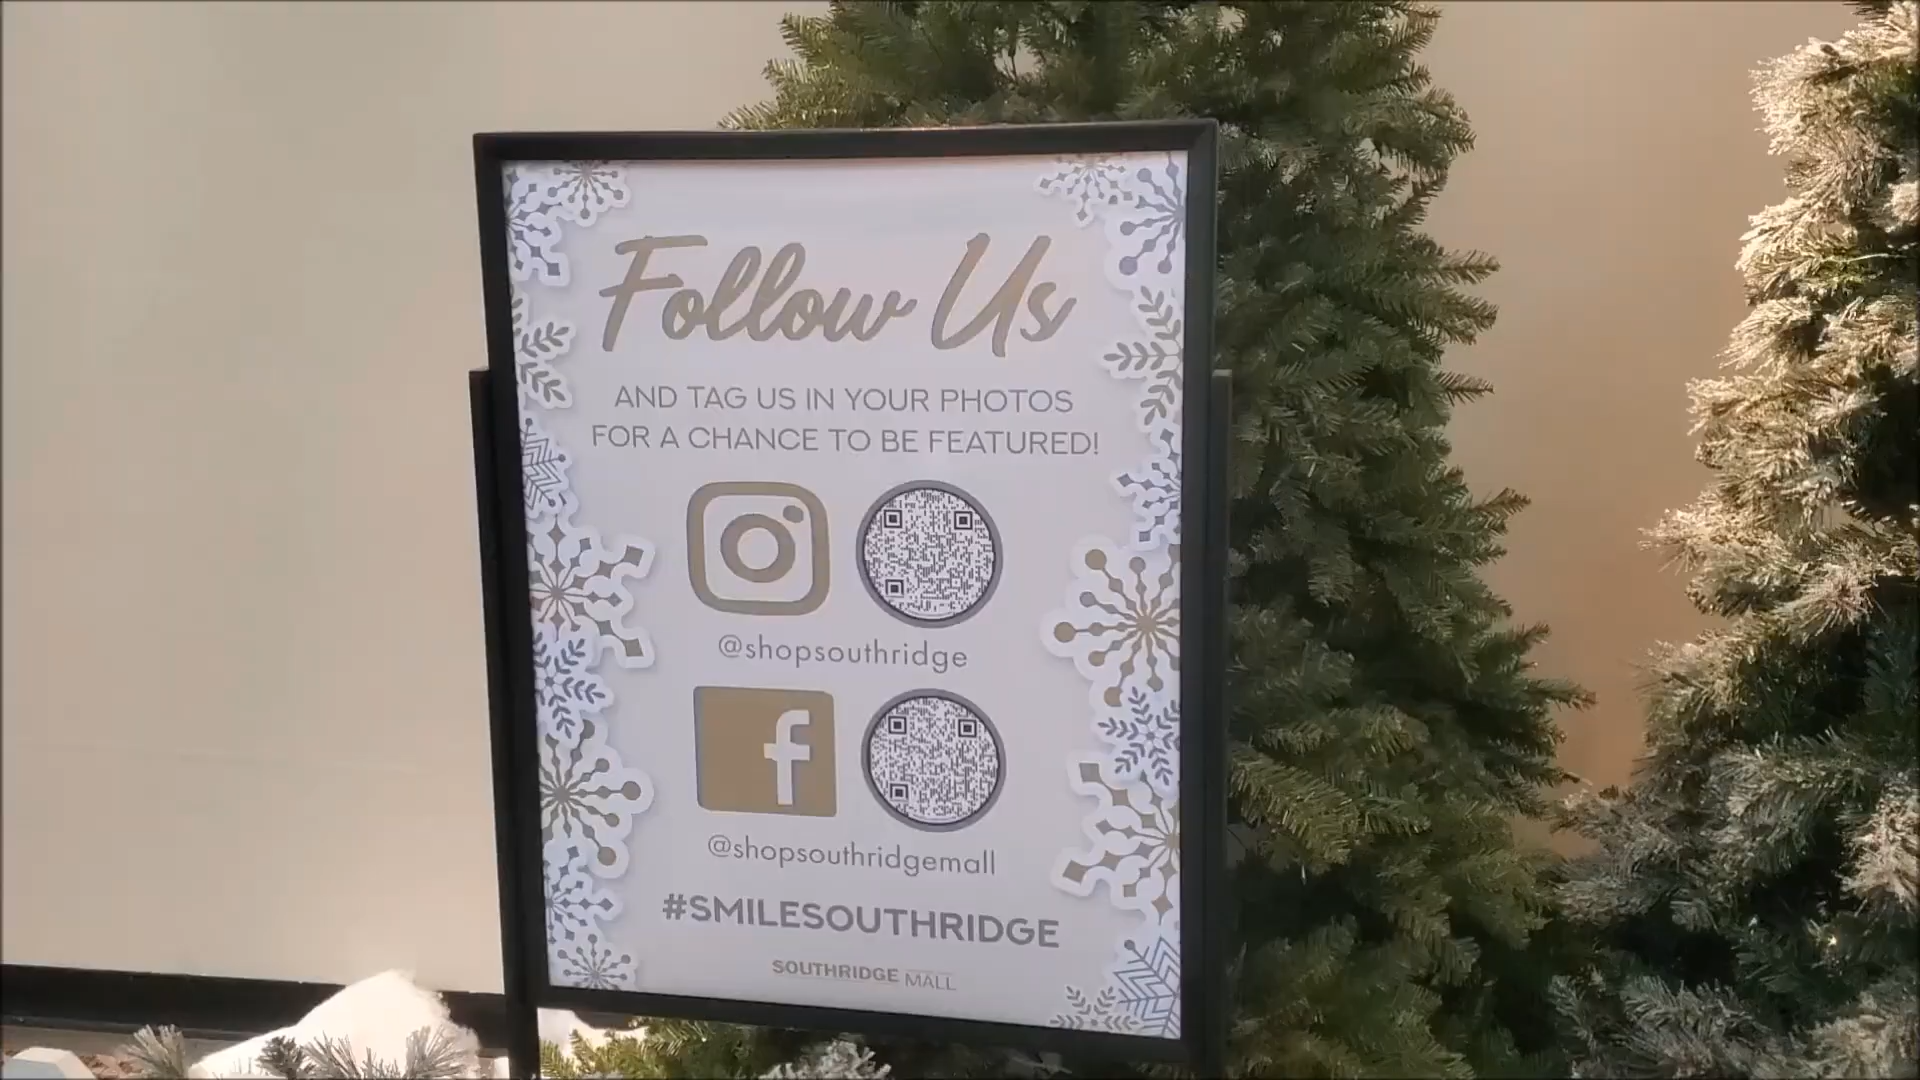 Follow Us
AND TAG US IN YOUR PHOTOS
FOR A CHANCE TO BE FEATURED!
@shopsouthridge
f
@shopsouthridgemall
#SMILESOUTHRIDGE
SOUTHRIDGE MALL